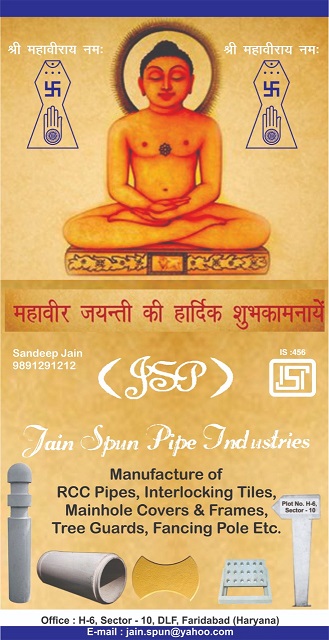 श्री महावीराय नमः
श्री महावीराय नमः
महावीर जयन्ती की हार्दिक शुभकामनायें
Sandeep Jain
9891291212
(JSP)
IS :456
ISI
Jain Spun Pipe Industries
Manufacture of
RCC Pipes, Interlocking Tiles,
Mainhole Covers & Frames,
Tree Guards, Fancing Pole Etc.
Plot No. H-6,
Sector - 10
Office : H-6, Sector - 10, DLF, Faridabad (Haryana)
E-mail : jain.spun@yahoo.com